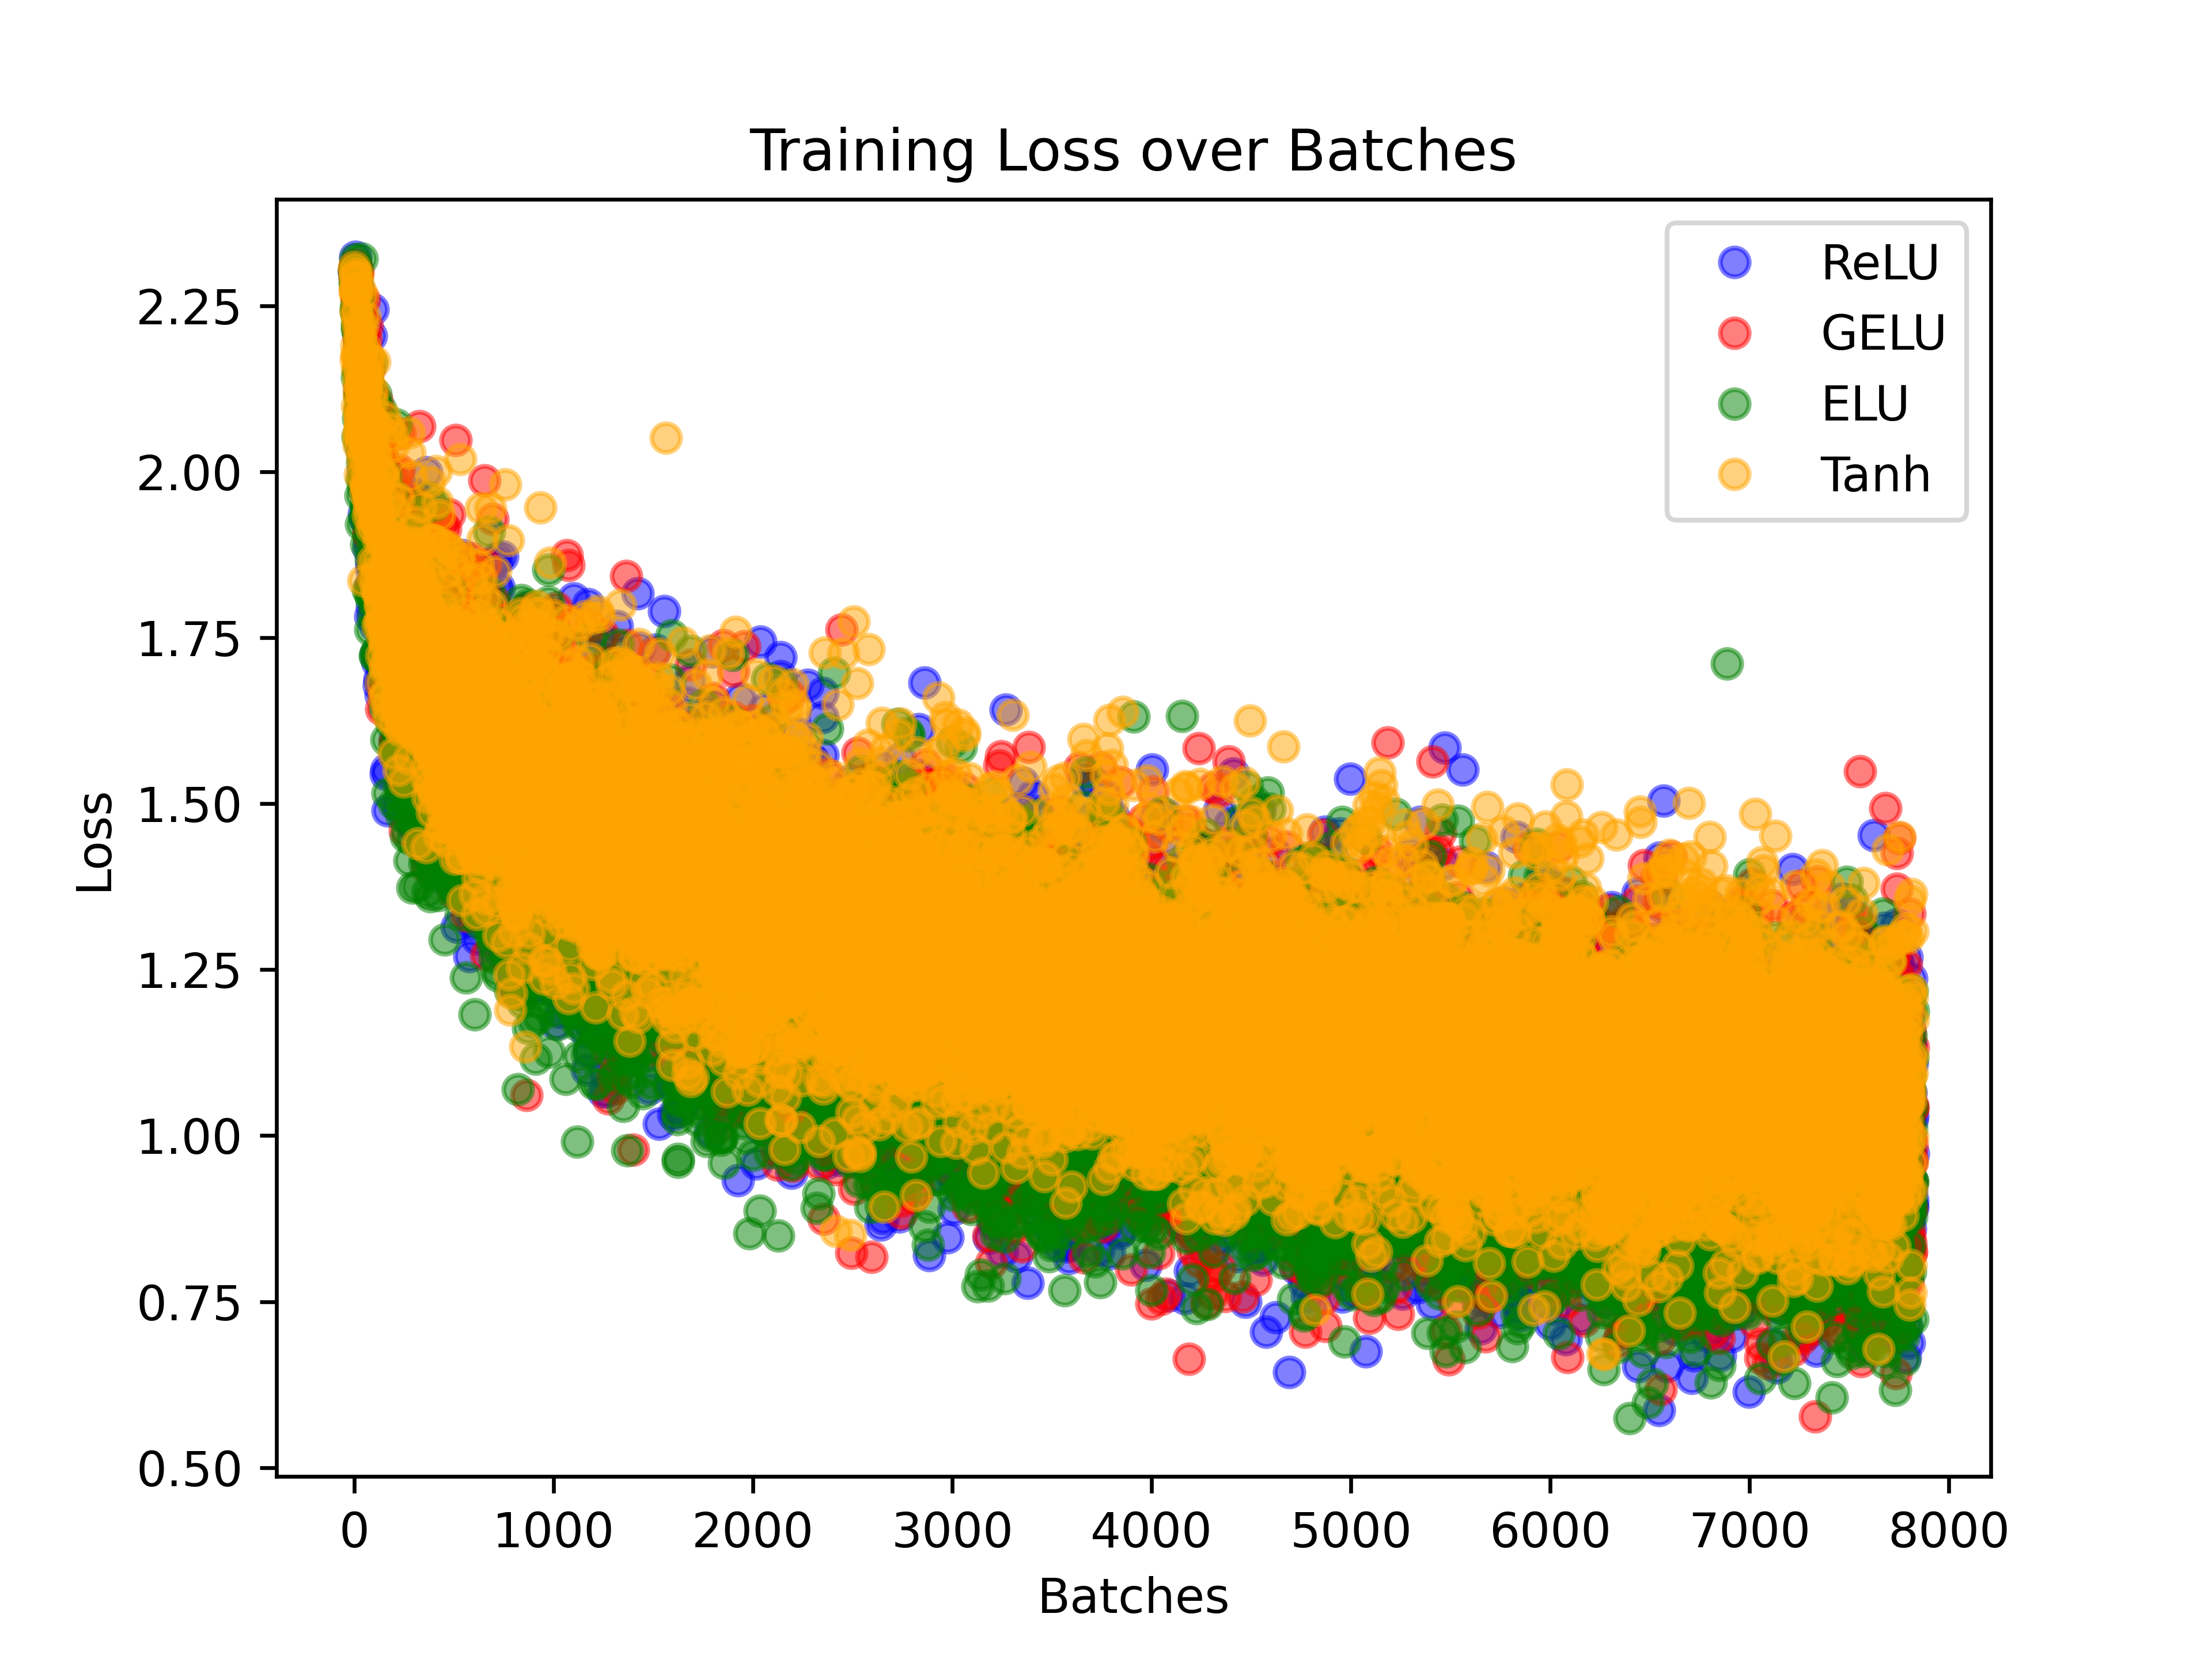 Training Loss over Batches
ReLU
GELU
ELU
Tanh
Loss
2.25
2.00
1.75
1.50
1.25
1.00
0.75
0.50
0 1000 2000 3000 4000 5000 6000 7000 8000
Batches